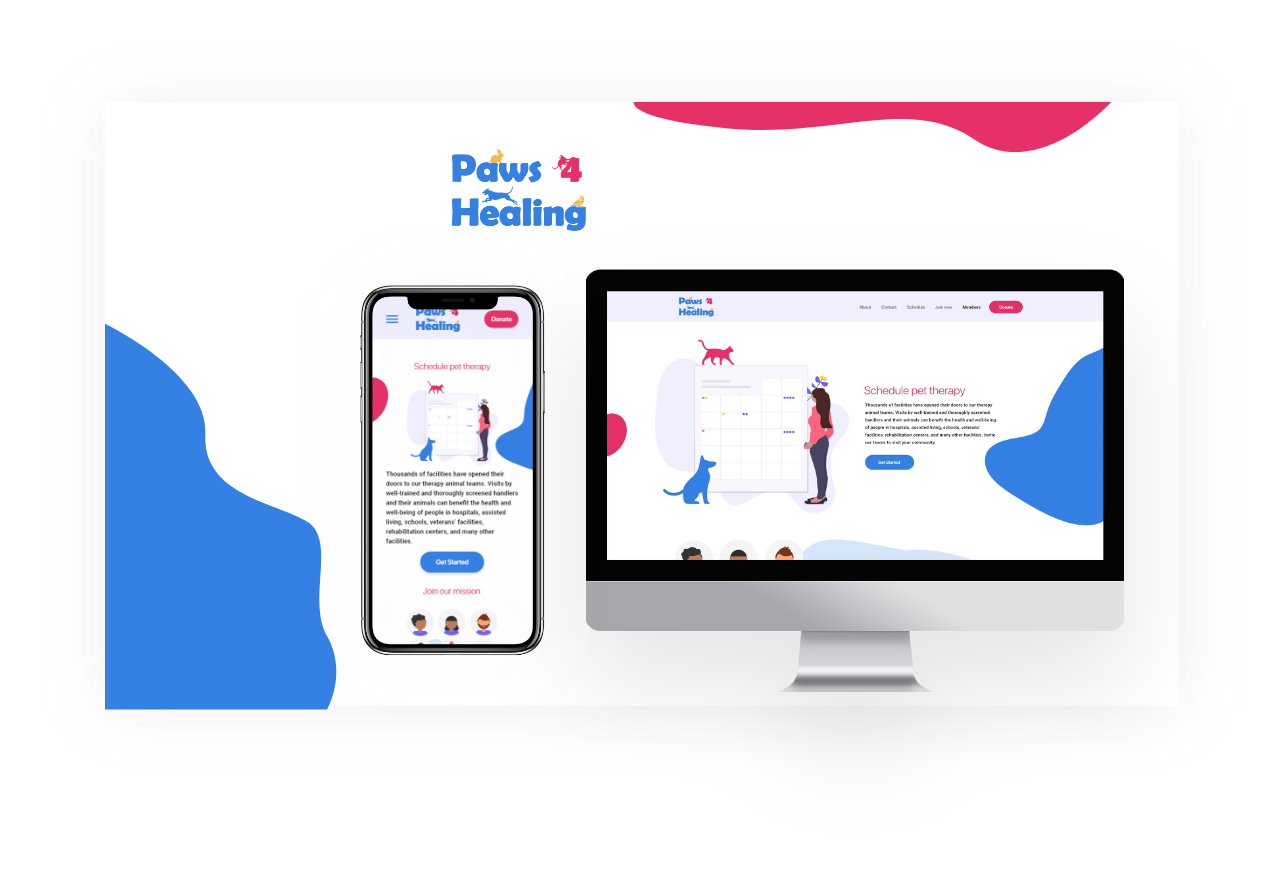 Paws 4
Healing
Paws 4
Healing
Donate
Schedule pet therapy
Thousands of facilities have opened their
doors to our therapy animal teams. Visits by
well-trained and thoroughly screened handlers
and their animals can benefit the health and
well-being of people in hospitals, assisted
living, schools, veterans' facilities,
rehabilitation centers, and many other
facilities.
Get Started
Join our mission
Paws 4
Healing
About
Contact
Schedule
Join now
Members
Donate
Schedule pet therapy
Thousands of facilities have opened their doors to our therapy
animal teams. Visits by well-trained and thoroughly screened
handlers and their animals can benefit the health and well-being
of people in hospitals, assisted living, schools, veterans'
facilities, rehabilitation centers, and many other facilities. Invite
our teams to visit your community.
Get Started